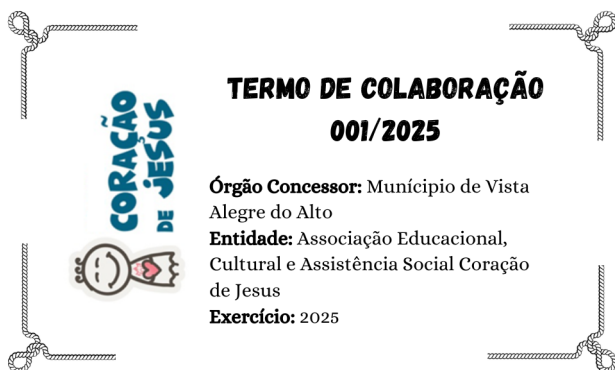 CORAÇÃO
DE JESUS
TERMO DE COLABORAÇÃO
001/2025
Órgão Concessor: Munícipio de Vista
Alegre do Alto
Entidade: Associação Educacional,
Cultural e Assistência Social Coração
de Jesus
Exercício: 2025